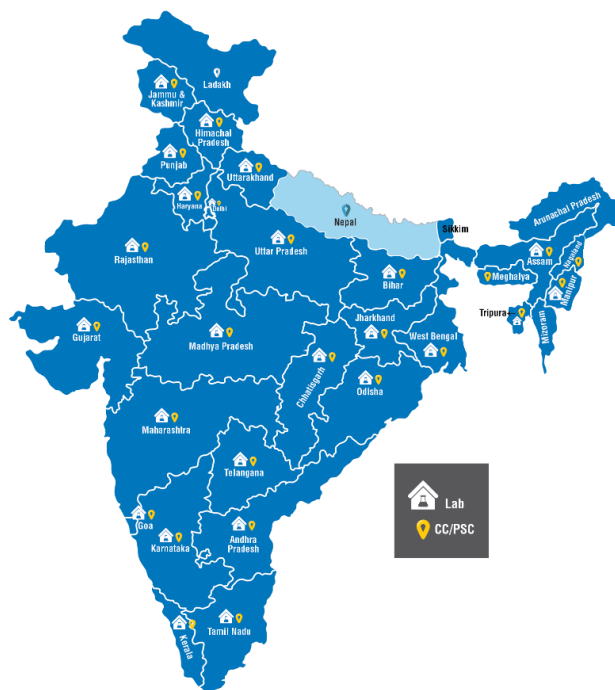 Ladakh
Jammu &
Kashmir
Himachal
Pradesh
Punjab
Uttarakhand
Haryana
Delhi
Nepal
Sikkim
Arunachal Pradesh
Rajasthan
Uttar Pradesh
Bihar
Assam
Nagaland
Meghalya
Manipur
Tripura
Mizoram
Gujarat
Madhya Pradesh
Jharkhand
West Bengal
Chhatisgarh
Odisha
Maharashtra
Telangana
Goa
Karnataka
Andhra
Pradesh
Kerala
Tamil Nadu
Lab
CC/PSC